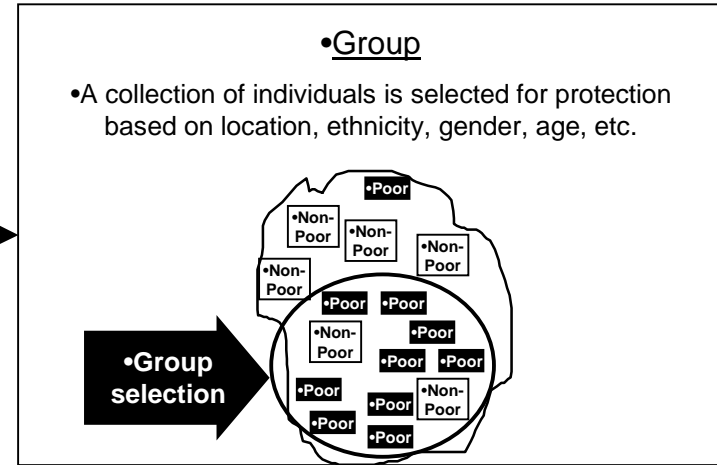 •Group
•A collection of individuals is selected for protection
based on location, ethnicity, gender, age, etc.
•Poor
•Non-
Poor
•Non-
Poor
•Non-
Poor
•Non-
Poor
•Poor
•Poor
•Non-
Poor
•Poor
•Poor
•Poor
•Group
selection
•Poor
•Non-
Poor
•Poor
•Poor
•Poor